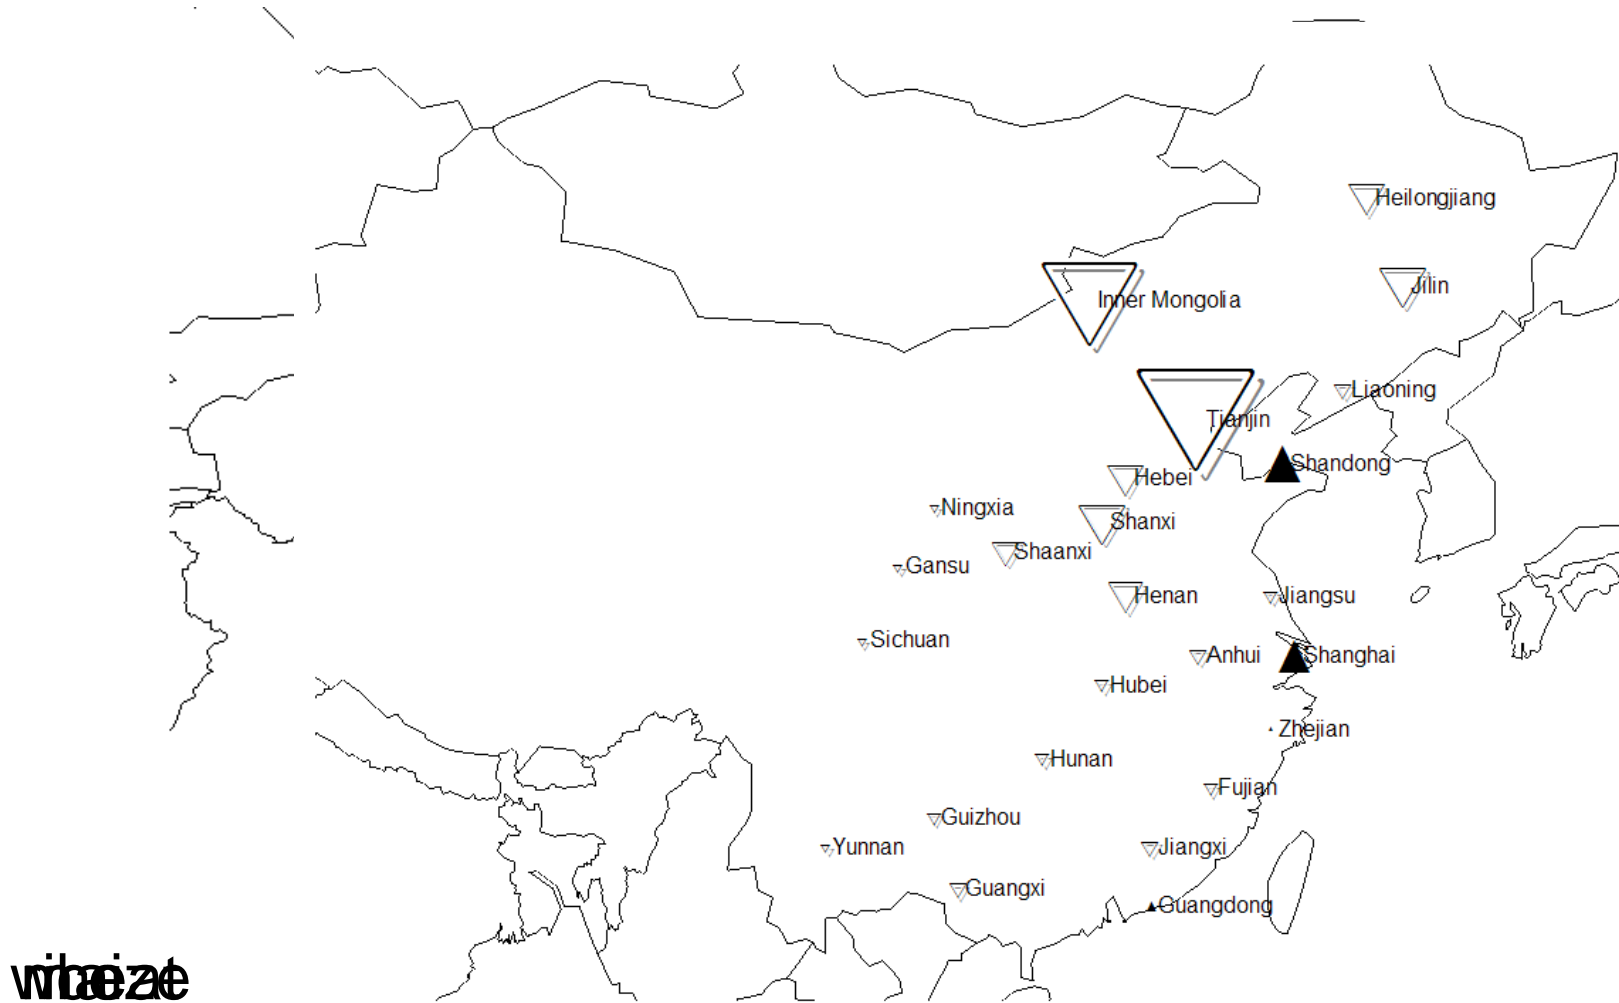 Heilongjiang
Jilin
Inner Mongolia
Liaoning
Tianjin
Shandong
Hebei
Ningxia
Shanxi
Shaanxi
Gansu
Henan
Jiangsu
Sichuan
Anhui
Shanghai
Hubei
Zhejian
Hunan
Fujian
Guizhou
Yunnan
Jiangxi
Guangxi
Guangdong